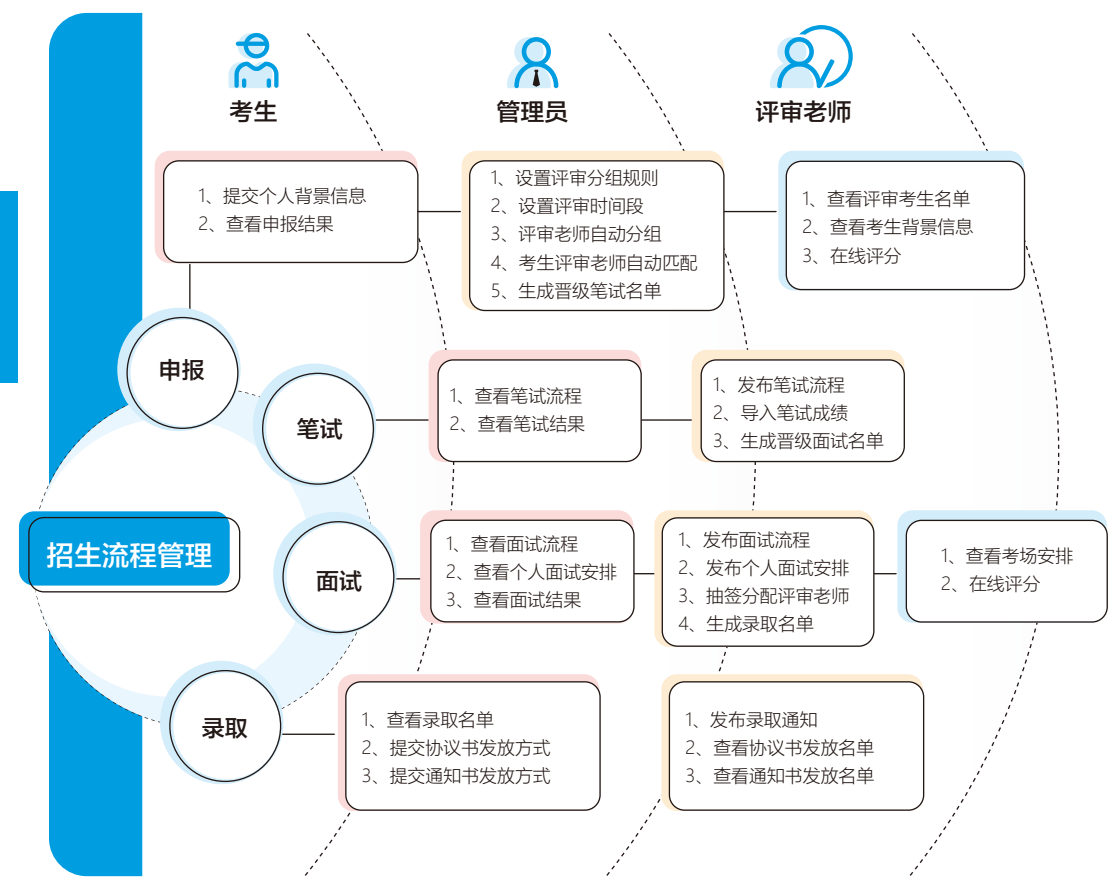 考生
管理员
评审老师
1、提交个人背景信息
2、查看申报结果
1、设置评审分组规则
2、设置评审时间段
3、评审老师自动分组
4、考生评审老师自动匹配
5、生成晋级笔试名单
1、查看评审考生名单
2、查看考生背景信息
3、在线评分
申报
笔试
1、查看笔试流程
2、查看笔试结果
1、发布笔试流程
2、导入笔试成绩
3、生成晋级面试名单
招生流程管理
面试
1、查看面试流程
2、查看个人面试安排
3、查看面试结果
1、发布面试流程
2、发布个人面试安排
3、抽签分配评审老师
4、生成录取名单
1、查看考场安排
2、在线评分
录取
1、查看录取名单
2、提交协议书发放方式
3、提交通知书发放方式
1、发布录取通知
2、查看协议书发放名单
3、查看通知书发放名单